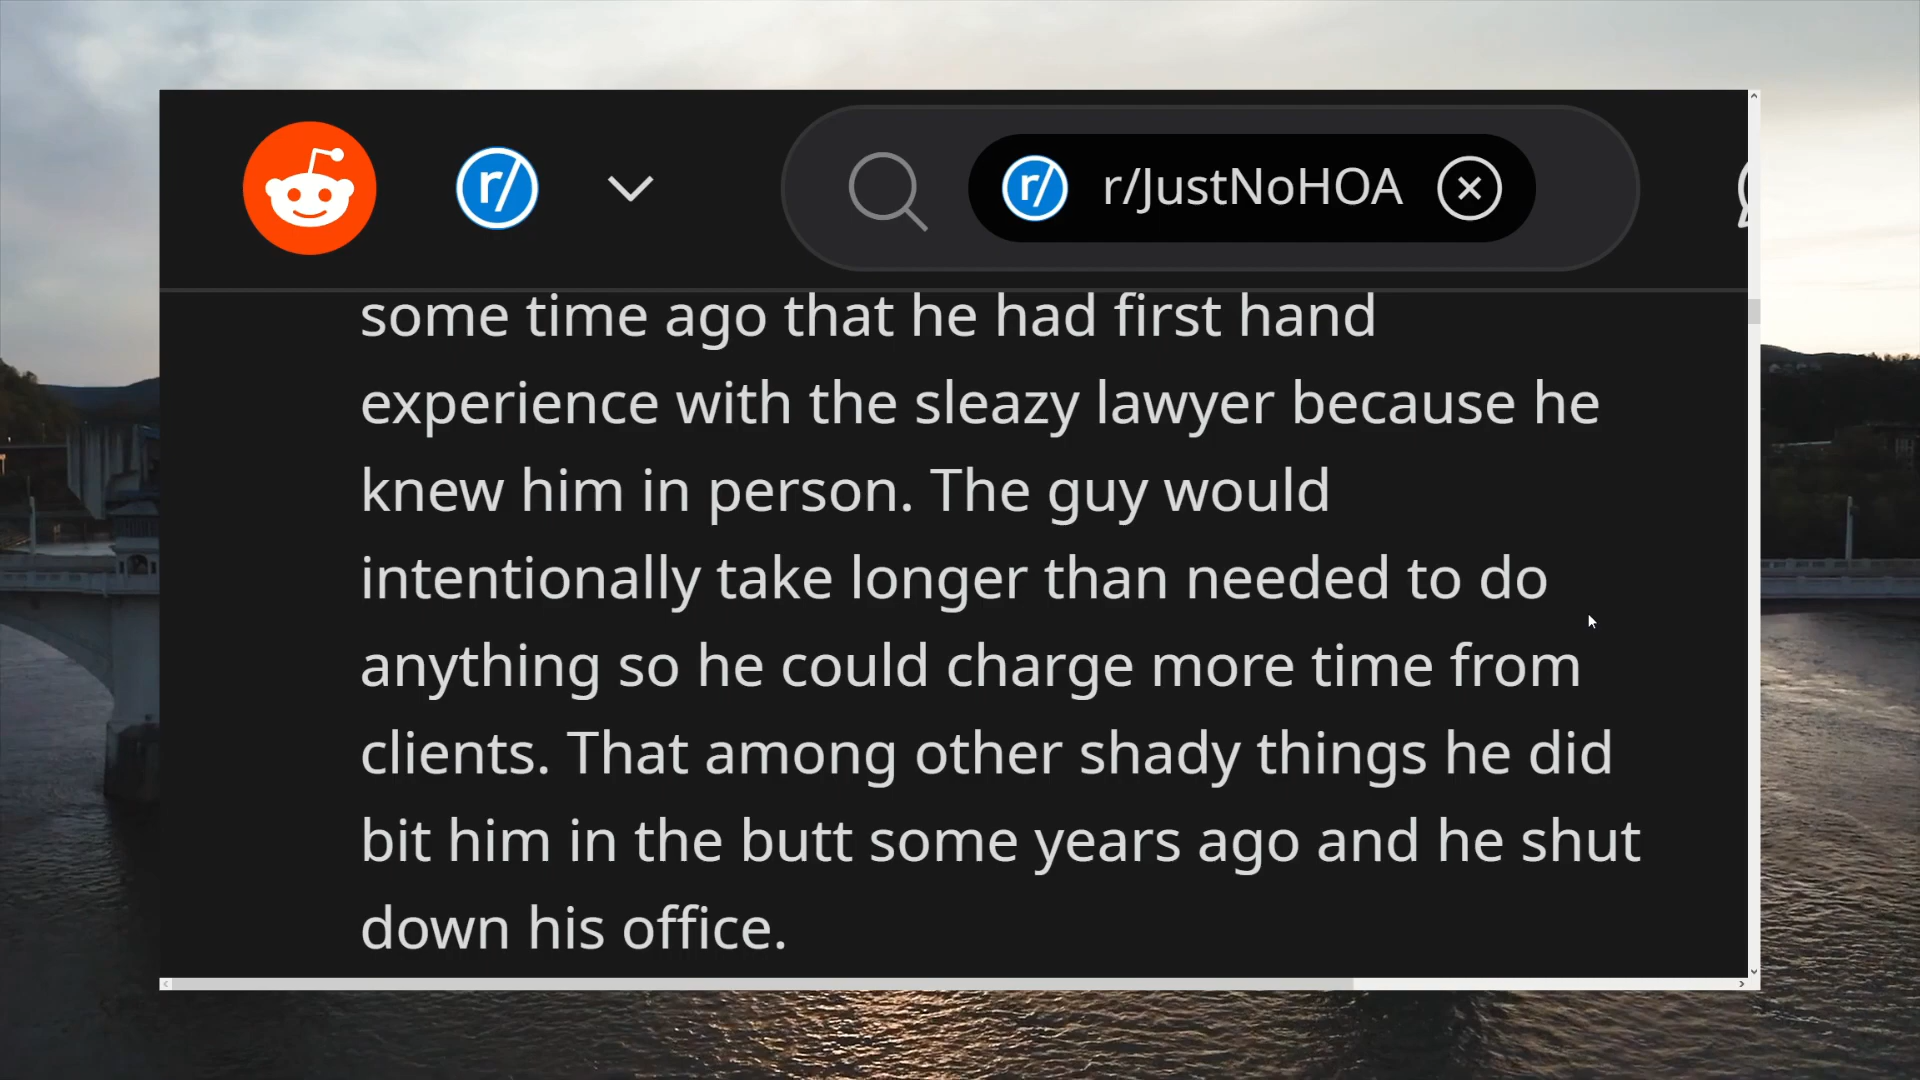 r/
r/
r/JustNoHOA
some time ago that he had first hand
experience with the sleazy lawyer because he
knew him in person. The guy would
intentionally take longer than needed to do
anything so he could charge more time from
clients. That among other shady things he did
bit him in the butt some years ago and he shut
down his office.